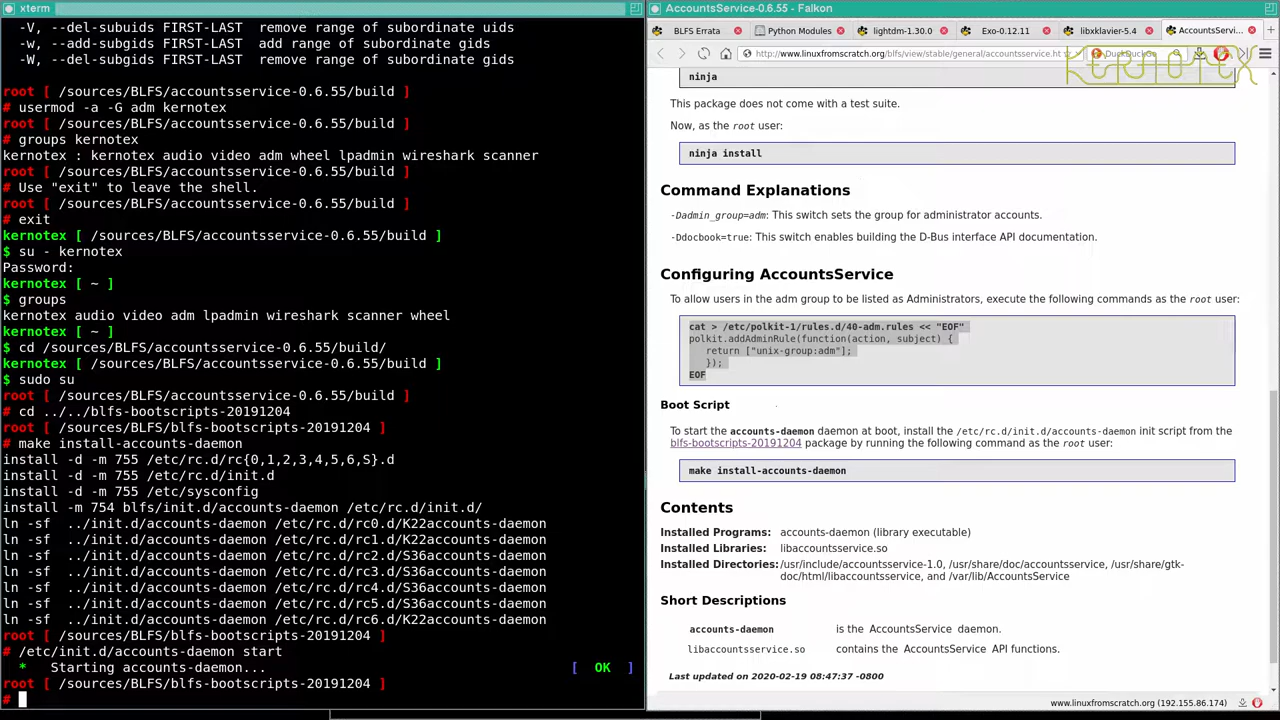 xterm
-V, --del-subuids FIRST-LAST  remove range of subordinate uids
-w, --add-subgids FIRST-LAST  add range of subordinate gids
-W, --del-subgids FIRST-LAST  remove range of subordinate gids
root [ /sources/BLFS/accountsservice-0.6.55/build ]
# usermod -a -G adm kernotex
root [ /sources/BLFS/accountsservice-0.6.55/build ]
# groups kernotex
kernotex : kernotex audio video adm wheel lpadmin wireshark scanner
root [ /sources/BLFS/accountsservice-0.6.55/build ]
# Use "exit" to leave the shell.
root [ /sources/BLFS/accountsservice-0.6.55/build ]
# exit
kernotex [ /sources/BLFS/accountsservice-0.6.55/build ]
$ su - kernotex
Password:
kernotex [ ~ ]
$ groups
kernotex audio video adm lpadmin wireshark scanner wheel
kernotex [ ~ ]
$ cd /sources/BLFS/accountsservice-0.6.55/build/
kernotex [ /sources/BLFS/accountsservice-0.6.55/build ]
$ sudo su
root [ /sources/BLFS/accountsservice-0.6.55/build ]
# cd ../../blfs-bootscripts-20191204
root [ /sources/BLFS/blfs-bootscripts-20191204 ]
# make install-accounts-daemon
install -d -m 755 /etc/rc.d/rc{0,1,2,3,4,5,6,S}.d
install -d -m 755 /etc/rc.d/init.d
install -d -m 755 /etc/sysconfig
install -m 754 blfs/init.d/accounts-daemon /etc/rc.d/init.d/
ln -sf  ../init.d/accounts-daemon /etc/rc.d/rc0.d/K22accounts-daemon
ln -sf  ../init.d/accounts-daemon /etc/rc.d/rc1.d/K22accounts-daemon
ln -sf  ../init.d/accounts-daemon /etc/rc.d/rc2.d/S36accounts-daemon
ln -sf  ../init.d/accounts-daemon /etc/rc.d/rc3.d/S36accounts-daemon
ln -sf  ../init.d/accounts-daemon /etc/rc.d/rc4.d/S36accounts-daemon
ln -sf  ../init.d/accounts-daemon /etc/rc.d/rc5.d/S36accounts-daemon
ln -sf  ../init.d/accounts-daemon /etc/rc.d/rc6.d/K22accounts-daemon
root [ /sources/BLFS/blfs-bootscripts-20191204 ]
# /etc/init.d/accounts-daemon start
*   Starting accounts-daemon...   [  OK  ]
root [ /sources/BLFS/blfs-bootscripts-20191204 ]
#
AccountsService-0.6.55 - Falkon
BLFS Errata
Python Modules
lightdm-1.30.0
Exo-0.12.11
libxklavier-5.4
AccountsServi...
http://www.linuxfromscratch.org/blfs/view/stable/general/accountsservice.ht
DuckDuckGo
KERNOTEX
ninja
This package does not come with a test suite.
Now, as the root user:
ninja install
Command Explanations
-Dadmin_group=adm: This switch sets the group for administrator accounts.
-Ddocbook=true: This switch enables building the D-Bus interface API documentation.
Configuring AccountsService
To allow users in the adm group to be listed as Administrators, execute the following commands as the root user:
cat > /etc/polkit-1/rules.d/40-adm.rules << "EOF"
polkit.addAdminRule(function(action, subject) {
return ["unix-group:adm"];
});
EOF
Boot Script
To start the accounts-daemon daemon at boot, install the /etc/rc.d/init.d/accounts-daemon init script from the
blfs-bootscripts-20191204 package by running the following command as the root user:
make install-accounts-daemon
Contents
Installed Programs: accounts-daemon (library executable)
Installed Libraries: libaccountsservice.so
Installed Directories: /usr/include/accountsservice-1.0, /usr/share/doc/accountsservice, /usr/share/gtk-
doc/html/libaccountservice, and /var/lib/AccountsService
Short Descriptions
accounts-daemon is the AccountsService daemon.
libaccountsservice.so contains the AccountsService API functions.
Last updated on 2020-02-19 08:47:37 -0800
www.linuxfromscratch.org (192.155.86.174)